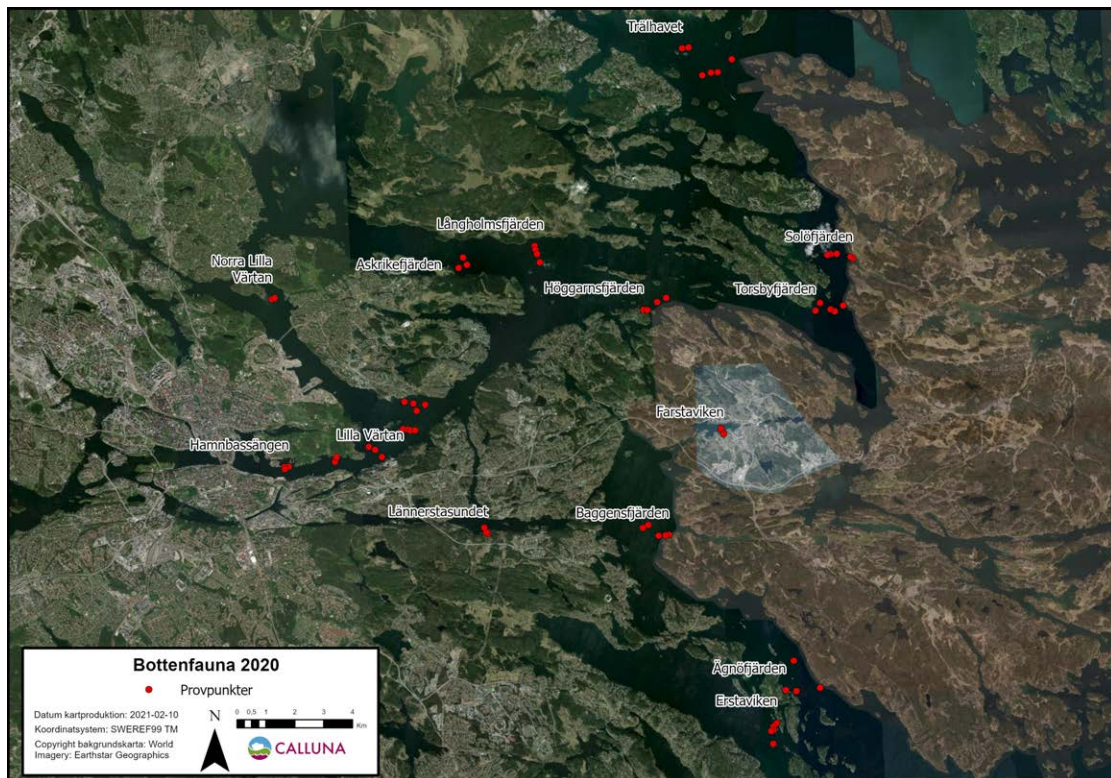 Trälhavet
Långholmsfjärden
Solöfjärden
Norra Lilla
Värtan
Askrikefjärden
Höggarnsfjärden
Torsbyfjärden
Farstaviken
Lilla Värtan
Hamnbassängen
Lännerstasundet
Baggensfjärden
Ägnöfjärden
Erstaviken
Bottenfauna 2020
Provpunkter
Datum kartproduktion: 2021-02-10
Koordinatsystem: SWEREF99 TM
Copyright bakgrundskarta: World
Imagery: Earthstar Geographics
N
0 0,5 1 2 3 4
Km
CALLUNA